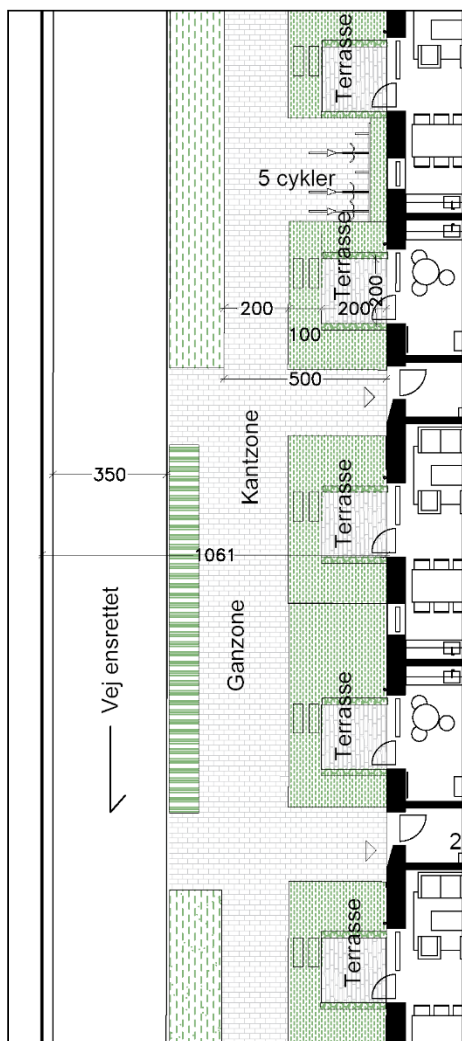 Terrasse
5 cykler
Terrasse
200
200
200
100
500
Kantzone
350
Terrasse
1061
Ganzone
Vej ensrettet
Terrasse
2
Terrasse